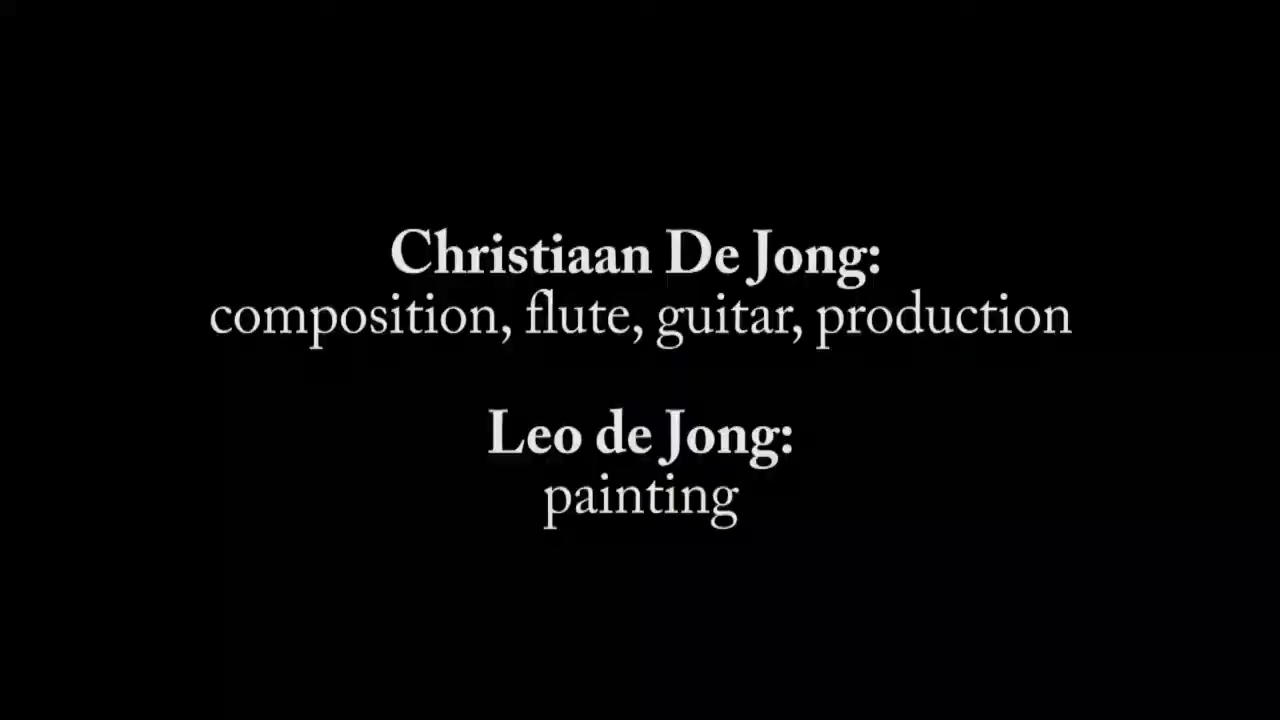 Christiaan De Jong:
composition, flute, guitar, production
Leo de Jong:
painting